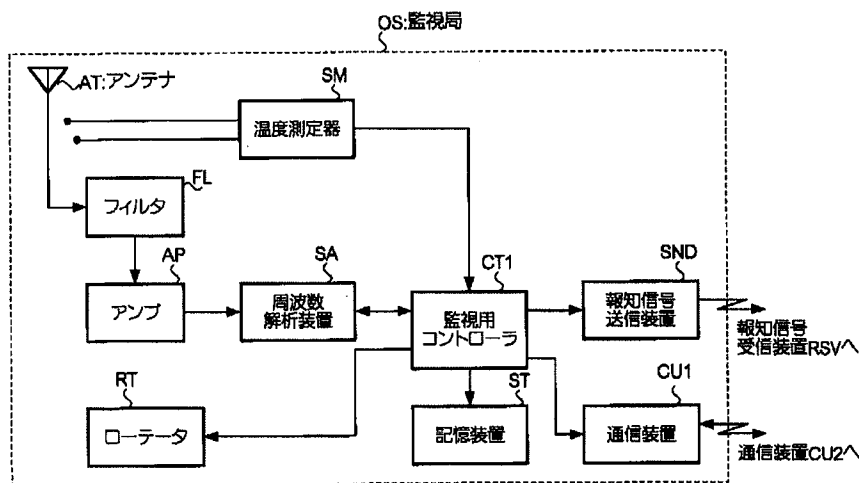 OS:監視局
AT:アンテナ
SM
温度測定器
FL
フィルタ
AP
アンプ
SA
周波数
解析装置
CT1
監視用
コントローラ
SND
報知信号
送信装置
報知信号
受信装置RSVへ
RT
ローテータ
ST
記憶装置
CU1
通信装置
通信装置CU2へ